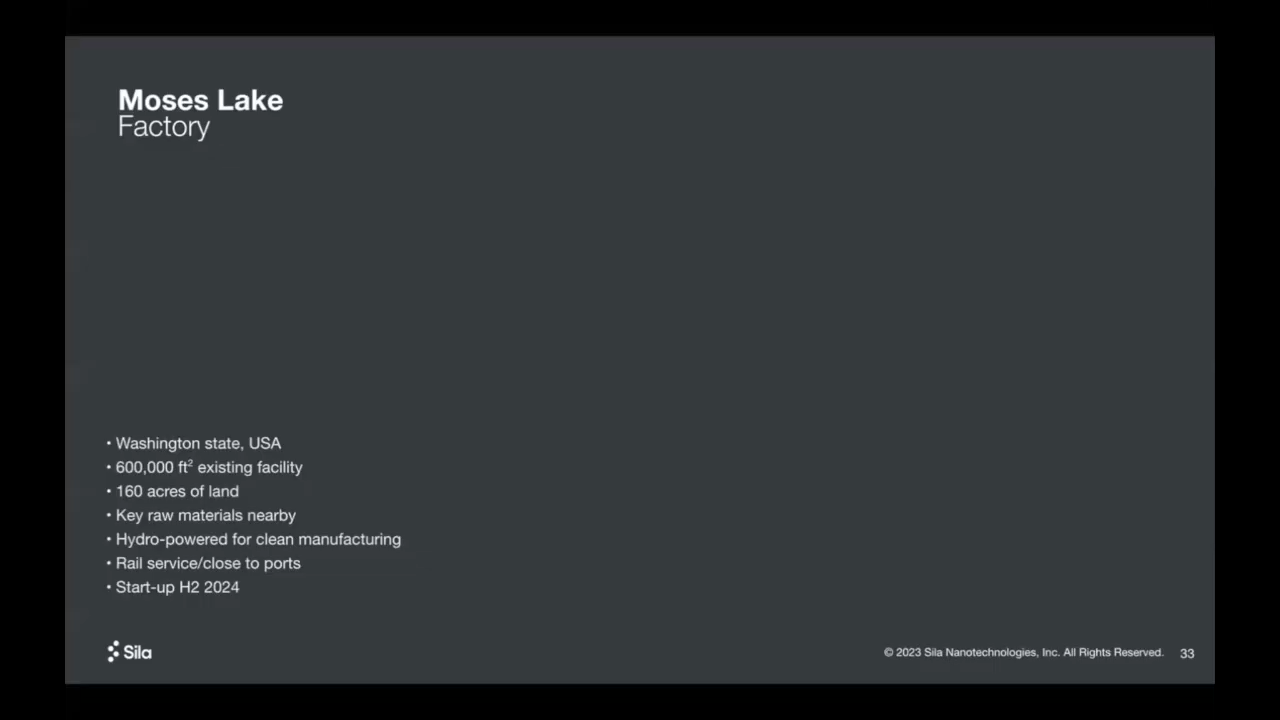 Moses Lake
Factory
• Washington state, USA
• 600,000 ft² existing facility
• 160 acres of land
• Key raw materials nearby
• Hydro-powered for clean manufacturing
• Rail service/close to ports
• Start-up H2 2024
Sila
© 2023 Sila Nanotechnologies, Inc. All Rights Reserved. 33